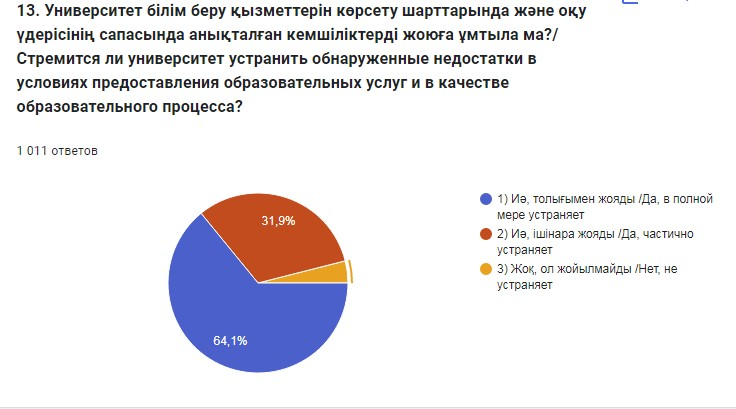 13. Университет білім беру қызметтерін көрсету шарттарында және оқу
үдерісінің сапасында анықталған кемшіліктерді жоюға ұмтыла ма?/
Стремится ли университет устранить обнаруженные недостатки в
условиях предоставления образовательных услуг и в качестве
образовательного процесса?
1 011 ответов
31,9%
64,1%
1) Иә, толығымен жояды /Да, в полной
мере устраняет
2) Иә, ішінара жояды /Да, частично
устраняет
3) Жоқ, ол жойылмайды /Нет, не
устраняет